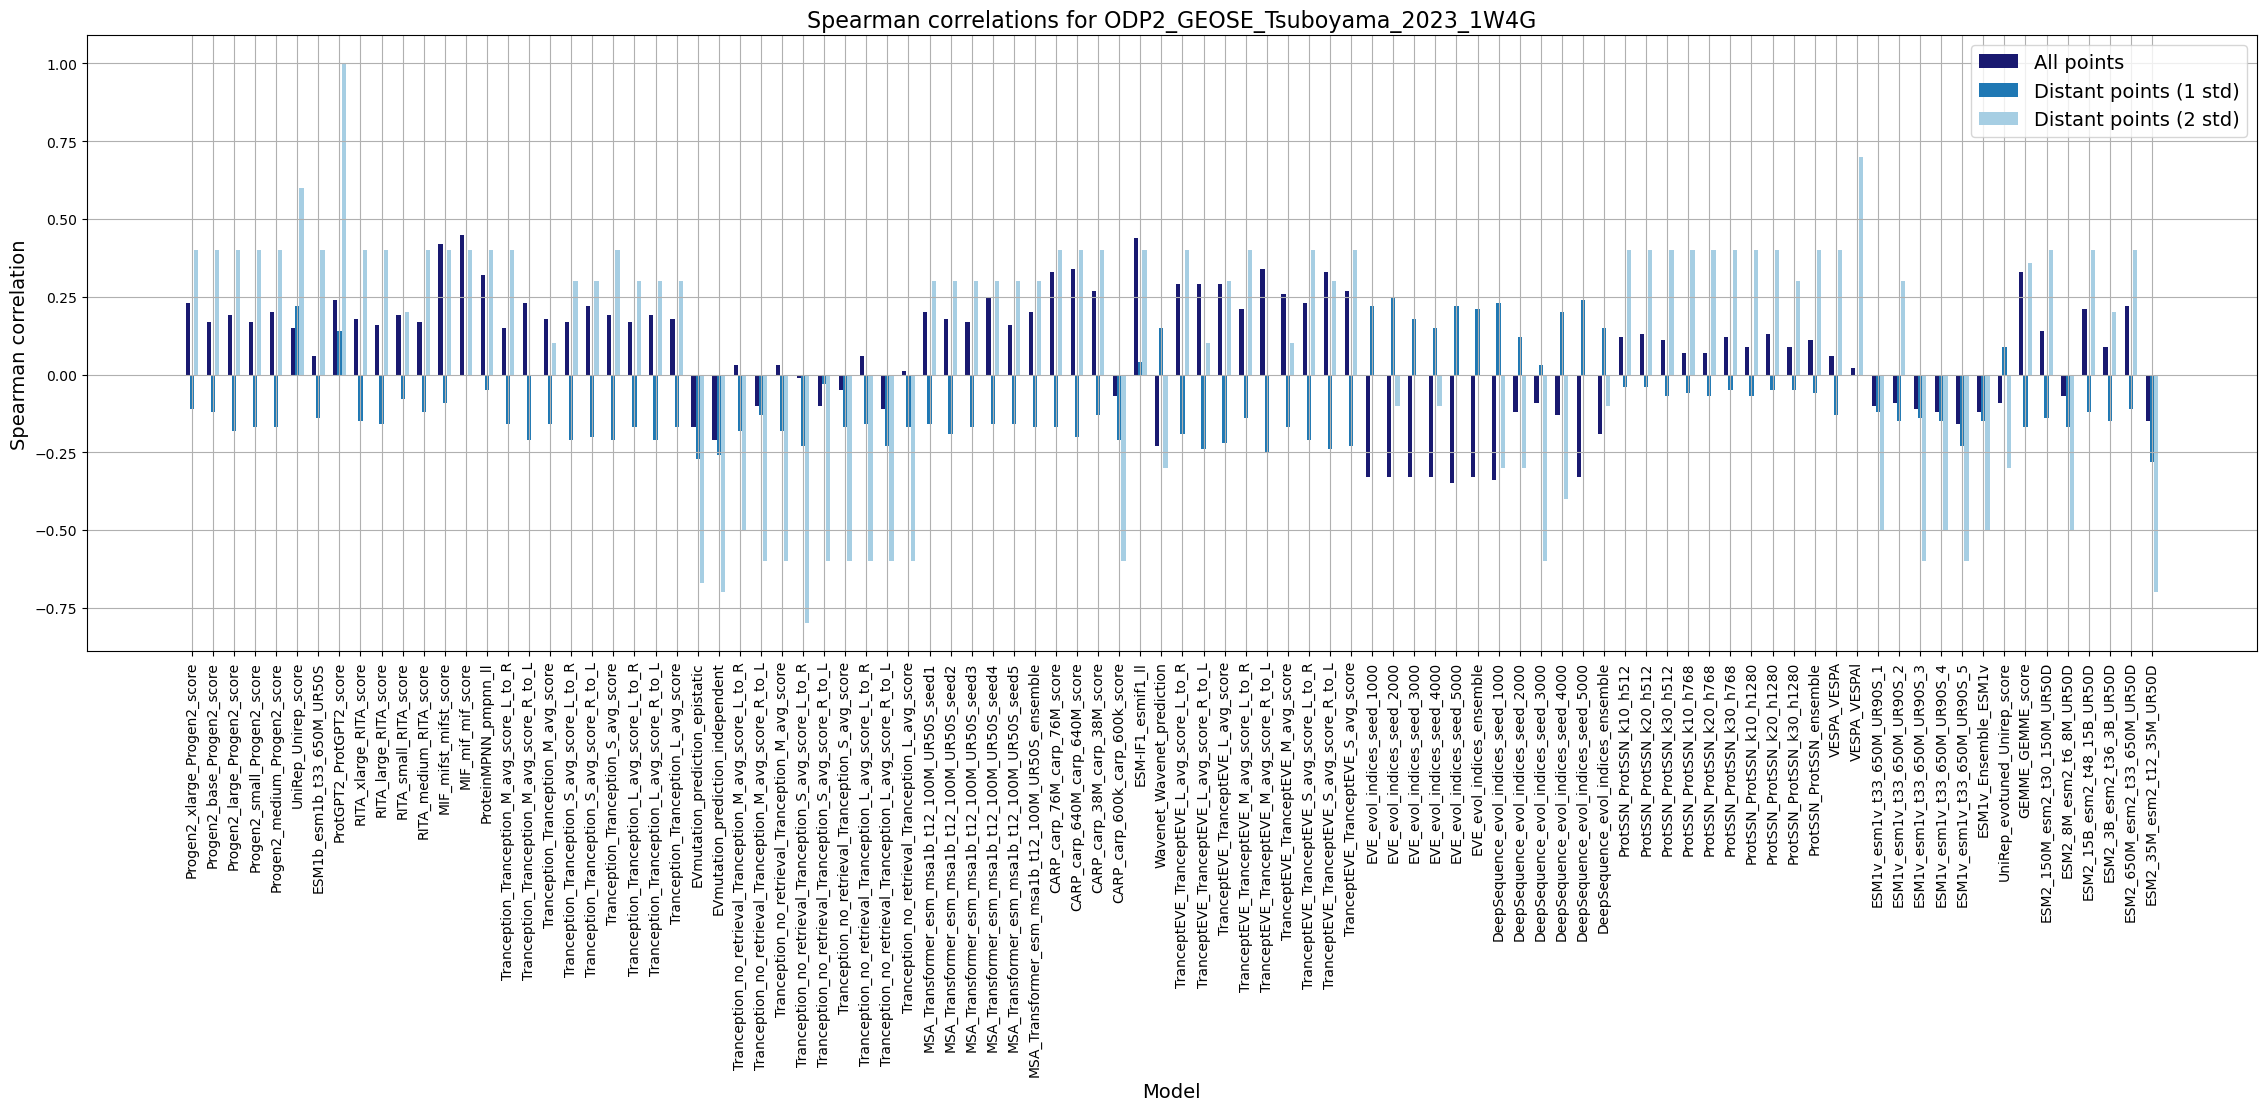 Spearman correlations for ODP2_GEOSE_Tsuboyama_2023_1W4G
All points
Distant points (1 std)
Distant points (2 std)
Spearman correlation
1.00
0.75
0.50
0.25
0.00
−0.25
−0.50
−0.75
Progen2_xlarge_Progen2_score
Progen2_base_Progen2_score
Progen2_large_Progen2_score
Progen2_small_Progen2_score
Progen2_medium_Progen2_score
UniRep_Unirep_score
ESM1b_esm1b_t33_650M_UR50S
ProtGPT2_ProtGPT2_score
RITA_xlarge_RITA_score
RITA_large_RITA_score
RITA_small_RITA_score
RITA_medium_RITA_score
MIF_mifst_mifst_score
MIF_mif_mif_score
ProteinMPNN_pmpnn_ll
Tranception_Tranception_M_avg_score_L_to_R
Tranception_Tranception_M_avg_score_R_to_L
Tranception_Tranception_M_avg_score
Tranception_Tranception_S_avg_score_L_to_R
Tranception_Tranception_S_avg_score_R_to_L
Tranception_Tranception_S_avg_score
Tranception_Tranception_L_avg_score_L_to_R
Tranception_Tranception_L_avg_score_R_to_L
Tranception_Tranception_L_avg_score
EVmutation_prediction_epistatic
EVmutation_prediction_independent
Tranception_no_retrieval_Tranception_M_avg_score_L_to_R
Tranception_no_retrieval_Tranception_M_avg_score_R_to_L
Tranception_no_retrieval_Tranception_M_avg_score
Tranception_no_retrieval_Tranception_S_avg_score_L_to_R
Tranception_no_retrieval_Tranception_S_avg_score_R_to_L
Tranception_no_retrieval_Tranception_S_avg_score
Tranception_no_retrieval_Tranception_L_avg_score_L_to_R
Tranception_no_retrieval_Tranception_L_avg_score_R_to_L
Tranception_no_retrieval_Tranception_L_avg_score
MSA_Transformer_esm_msa1b_t12_100M_UR50S_seed1
MSA_Transformer_esm_msa1b_t12_100M_UR50S_seed2
MSA_Transformer_esm_msa1b_t12_100M_UR50S_seed3
MSA_Transformer_esm_msa1b_t12_100M_UR50S_seed4
MSA_Transformer_esm_msa1b_t12_100M_UR50S_seed5
MSA_Transformer_esm_msa1b_t12_100M_UR50S_ensemble
CARP_carp_76M_carp_76M_score
CARP_carp_640M_carp_640M_score
CARP_carp_38M_carp_38M_score
CARP_carp_600k_carp_600k_score
ESM-IF1_esmif1_ll
Wavenet_Wavenet_prediction
TranceptEVE_TranceptEVE_L_avg_score_L_to_R
TranceptEVE_TranceptEVE_L_avg_score_R_to_L
TranceptEVE_TranceptEVE_L_avg_score
TranceptEVE_TranceptEVE_M_avg_score_L_to_R
TranceptEVE_TranceptEVE_M_avg_score_R_to_L
TranceptEVE_TranceptEVE_M_avg_score
TranceptEVE_TranceptEVE_S_avg_score_L_to_R
TranceptEVE_TranceptEVE_S_avg_score_R_to_L
TranceptEVE_TranceptEVE_S_avg_score
EVE_evol_indices_seed_1000
EVE_evol_indices_seed_2000
EVE_evol_indices_seed_3000
EVE_evol_indices_seed_4000
EVE_evol_indices_seed_5000
EVE_evol_indices_ensemble
DeepSequence_evol_indices_seed_1000
DeepSequence_evol_indices_seed_2000
DeepSequence_evol_indices_seed_3000
DeepSequence_evol_indices_seed_4000
DeepSequence_evol_indices_seed_5000
DeepSequence_evol_indices_ensemble
ProtSSN_ProtSSN_k10_h512
ProtSSN_ProtSSN_k20_h512
ProtSSN_ProtSSN_k30_h512
ProtSSN_ProtSSN_k10_h768
ProtSSN_ProtSSN_k20_h768
ProtSSN_ProtSSN_k30_h768
ProtSSN_ProtSSN_k10_h1280
ProtSSN_ProtSSN_k20_h1280
ProtSSN_ProtSSN_k30_h1280
ProtSSN_ProtSSN_ensemble
VESPA_VESPA
VESPA_VESPAl
ESM1v_esm1v_t33_650M_UR90S_1
ESM1v_esm1v_t33_650M_UR90S_2
ESM1v_esm1v_t33_650M_UR90S_3
ESM1v_esm1v_t33_650M_UR90S_4
ESM1v_esm1v_t33_650M_UR90S_5
ESM1v_Ensemble_ESM1v
UniRep_evotuned_Unirep_score
GEMME_GEMME_score
ESM2_150M_esm2_t30_150M_UR50D
ESM2_8M_esm2_t6_8M_UR50D
ESM2_15B_esm2_t48_15B_UR50D
ESM2_3B_esm2_t36_3B_UR50D
ESM2_650M_esm2_t33_650M_UR50D
ESM2_35M_esm2_t12_35M_UR50D
Model